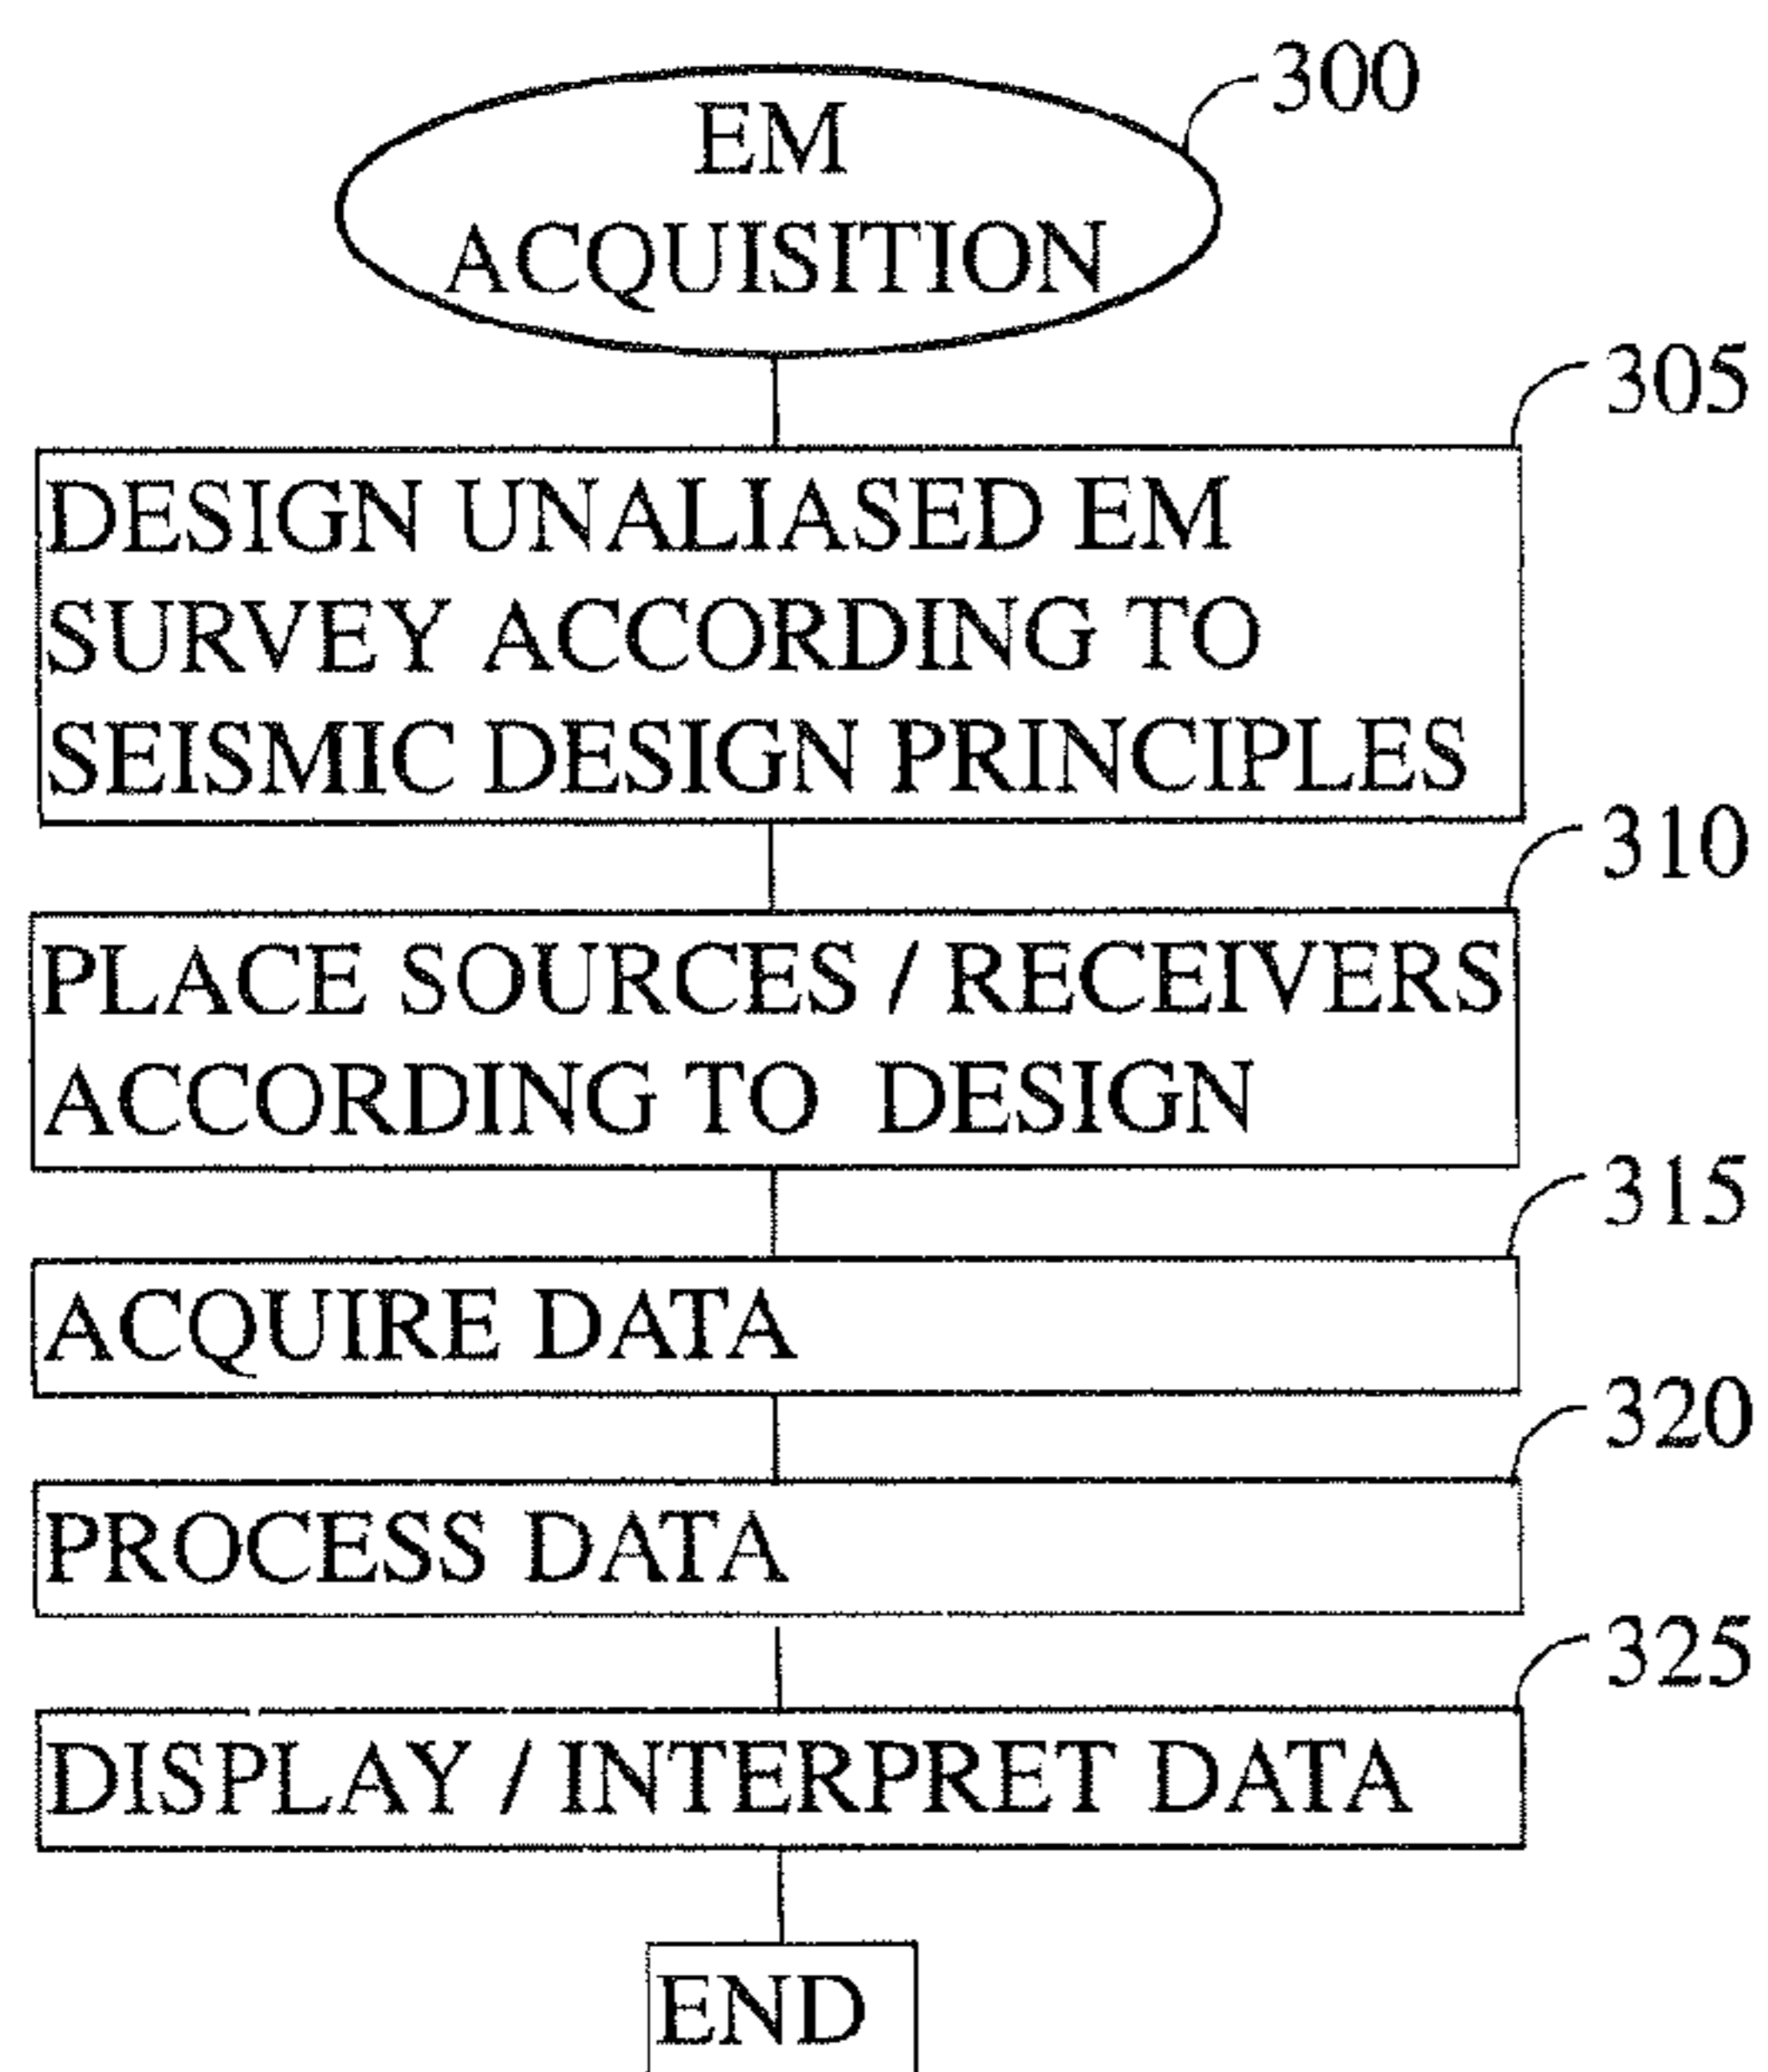 300
EM
ACQUISITION
305
DESIGN UNALIASED EM
SURVEY ACCORDING TO
SEISMIC DESIGN PRINCIPLES
310
PLACE SOURCES / RECEIVERS
ACCORDING TO DESIGN
315
ACQUIRE DATA
320
PROCESS DATA
325
DISPLAY / INTERPRET DATA
END